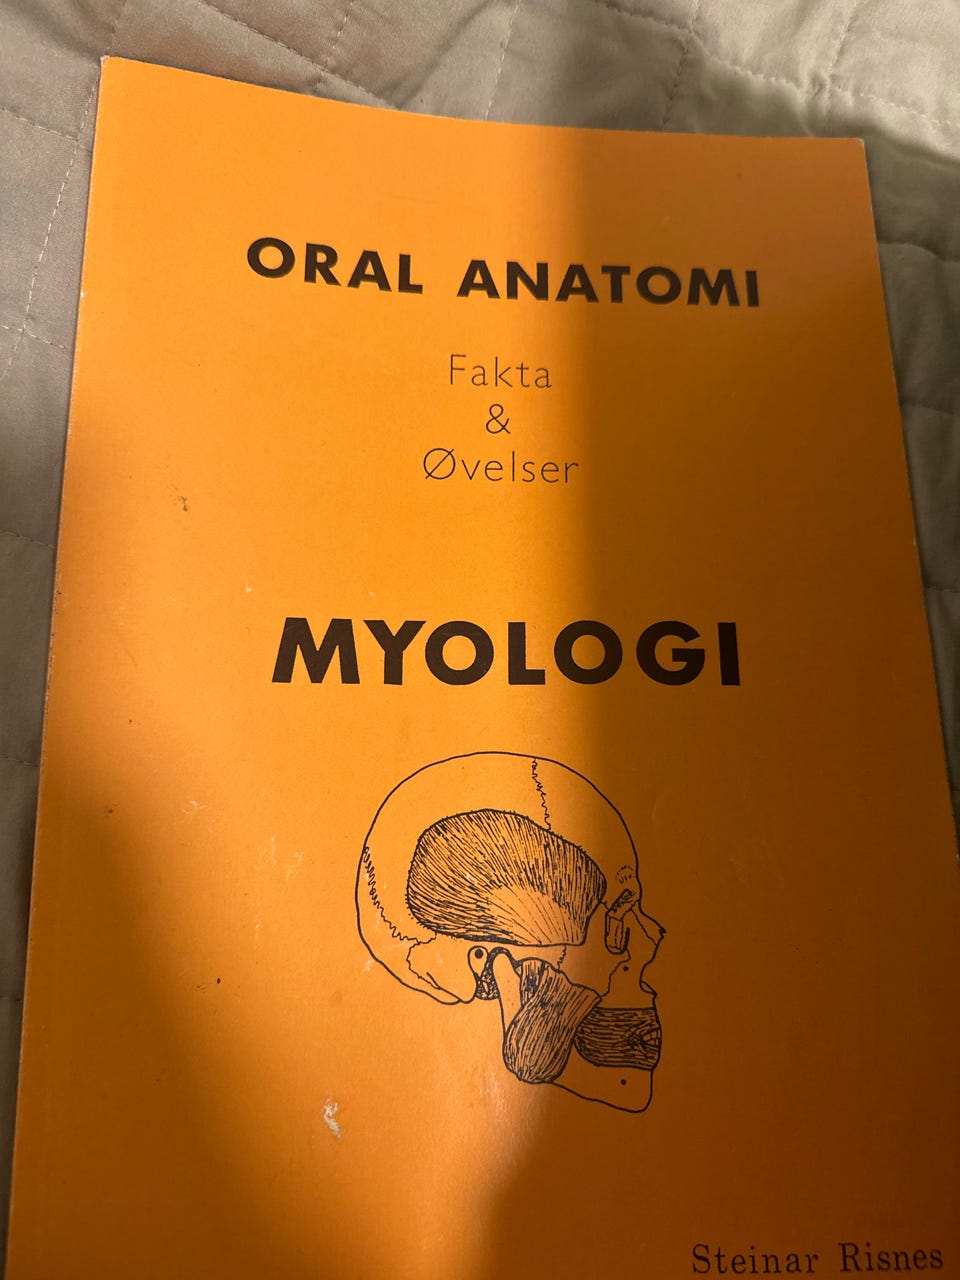 ORAL ANATOMI
Fakta
&
Øvelser
MYOLOGI
Steinar Risnes